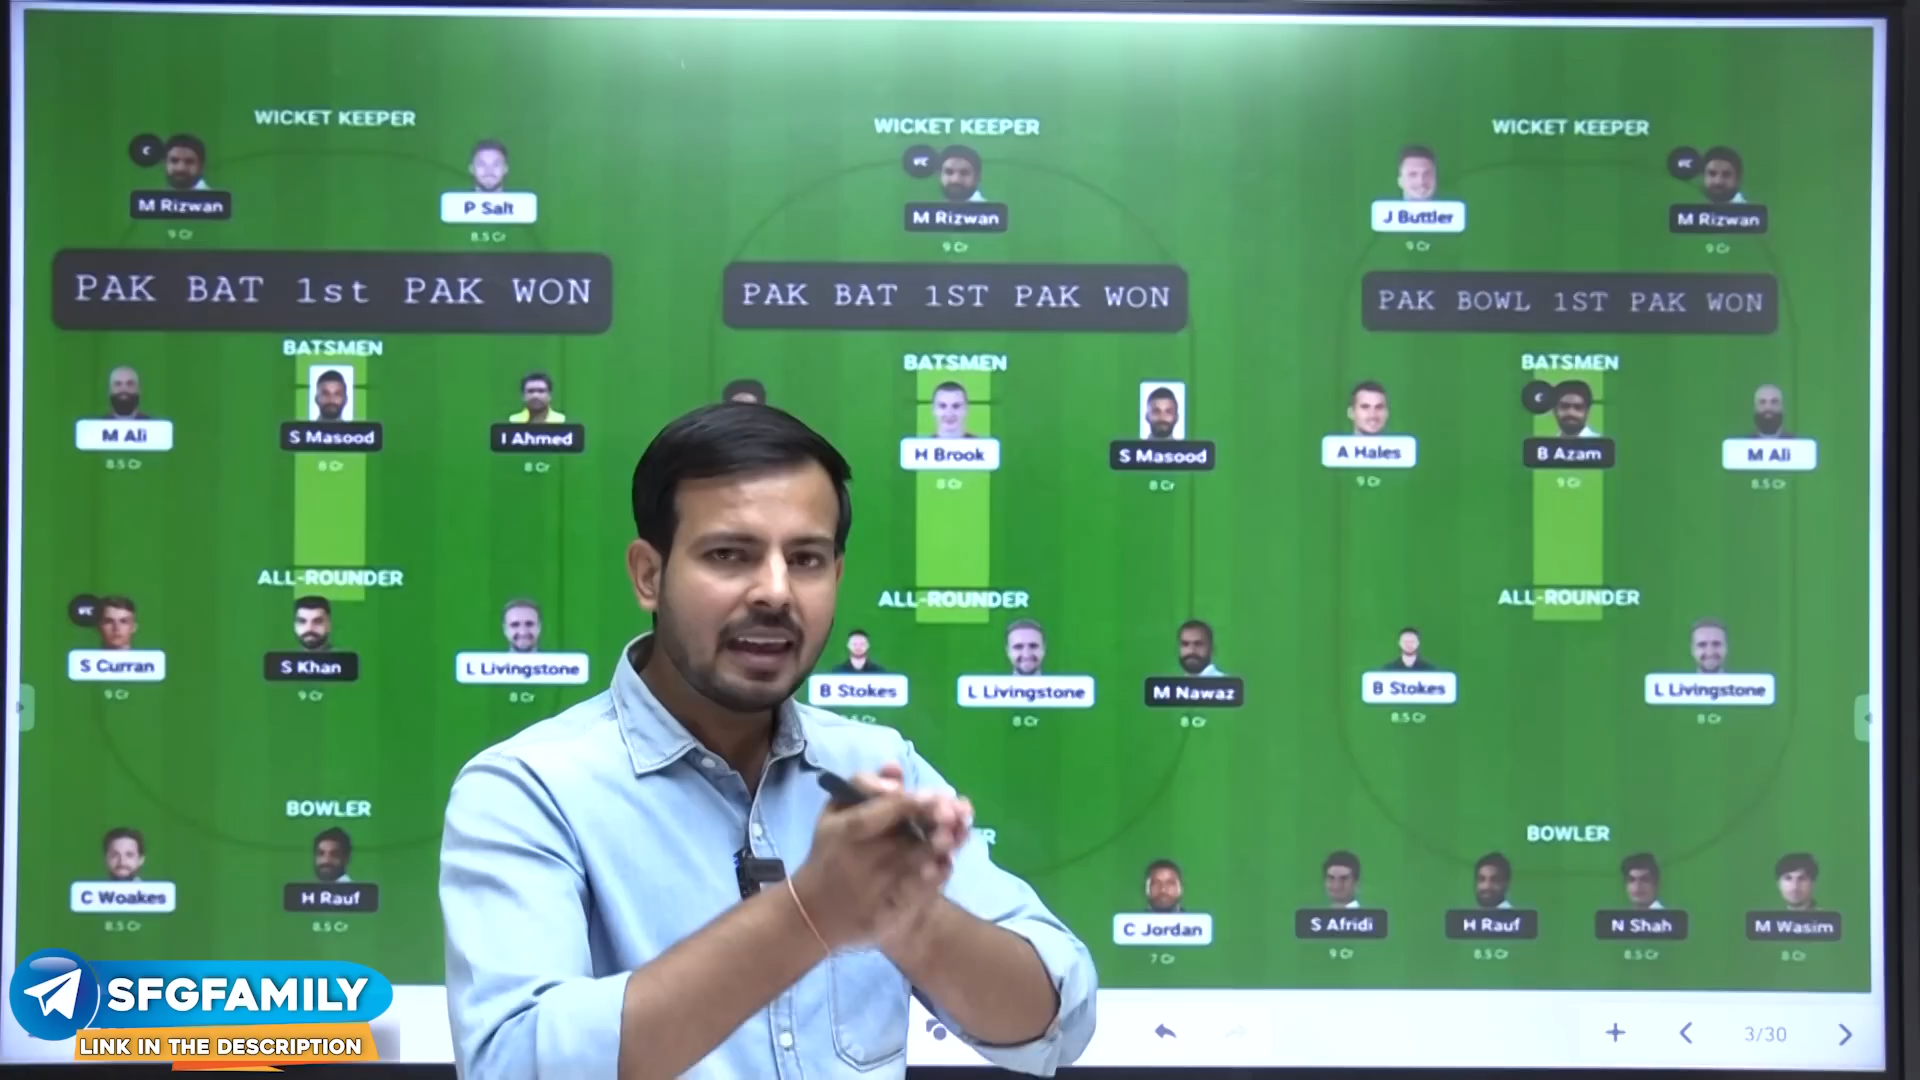 WICKET KEEPER
C
M Rizwan
9 Cr
P Salt
8.5 Cr
PAK BAT 1st PAK WON
BATSMEN
M Ali
8.5 Cr
S Masood
8 Cr
I Ahmed
8 Cr
ALL-ROUNDER
VC
S Curran
9 Cr
S Khan
9 Cr
L Livingstone
8 Cr
BOWLER
C Woakes
8.5 Cr
H Rauf
8.5 Cr
WICKET KEEPER
VC
M Rizwan
9 Cr
PAK BAT 1ST PAK WON
BATSMEN
H Brook
8 Cr
S Masood
8 Cr
ALL-ROUNDER
B Stokes
L Livingstone
8 Cr
M Nawaz
8 Cr
C Jordan
7 Cr
WICKET KEEPER
J Buttler
9 Cr
VC
M Rizwan
9 Cr
PAK BOWL 1ST PAK WON
BATSMEN
A Hales
9 Cr
C
B Azam
9 Cr
M Ali
8.5 Cr
ALL-ROUNDER
B Stokes
8.5 Cr
L Livingstone
8 Cr
BOWLER
S Afridi
9 Cr
H Rauf
8.5 Cr
N Shah
8.5 Cr
M Wasim
8 Cr
SFGFAMILY
LINK IN THE DESCRIPTION
3/30